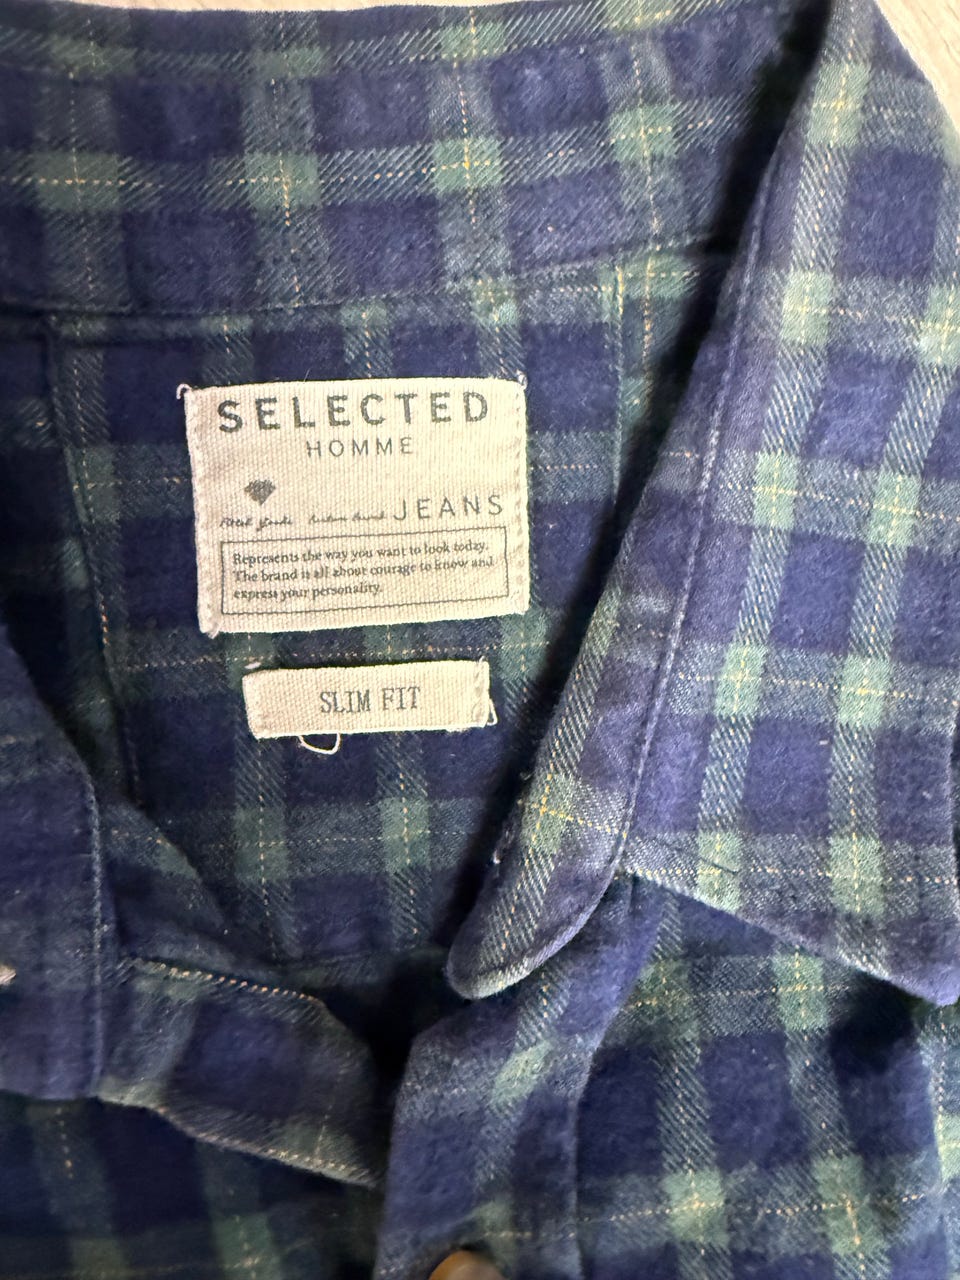 SELECTED
HOMME
JEANS
Represents the way you want to look today.
The brand is all about courage to know and
express your personality.
SLIM FIT